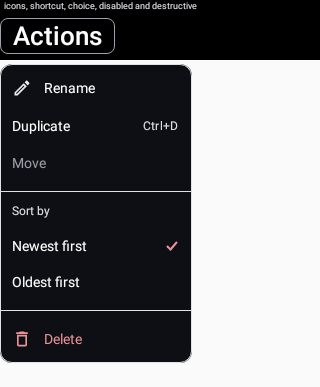 icons, shortcut, choice, disabled and destructive
Actions
Rename
Duplicate Ctrl+D
Move
Sort by
Newest first
Oldest first
Delete